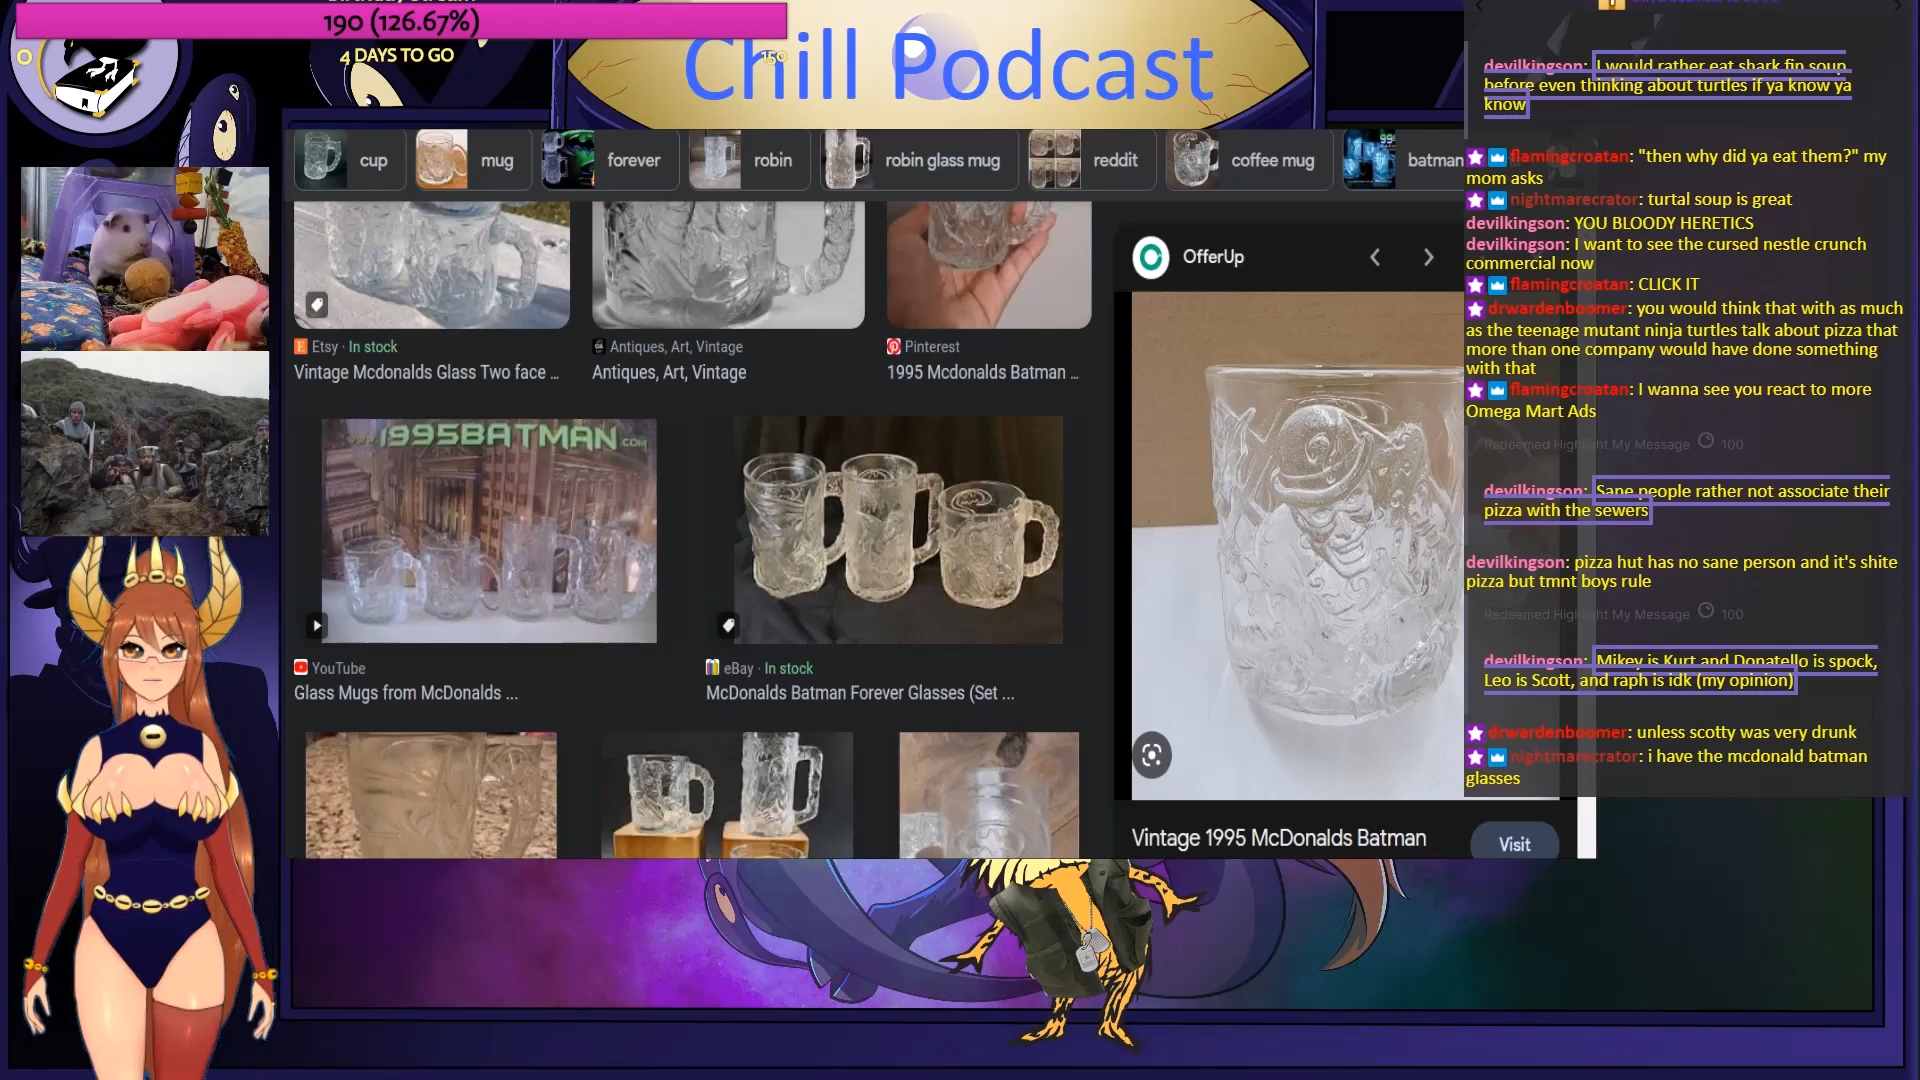 190 (126.67%)
150
4 DAYS TO GO
Chill Podcast
cup
mug
forever
robin
robin glass mug
reddit
coffee mug
batman
Etsy · In stock
Vintage Mcdonalds Glass Two face ...
Antiques, Art, Vintage
Antiques, Art, Vintage
Pinterest
1995 Mcdonalds Batman ...
1995BATMAN.COM
YouTube
Glass Mugs from McDonalds ...
eBay · In stock
McDonalds Batman Forever Glasses (Set ...
OfferUp
Vintage 1995 McDonalds Batman
Visit
devilkingson: I would rather eat shark fin soup
before even thinking about turtles if ya know ya
know
flamingcroatan: "then why did ya eat them?" my
mom asks
nightmarecrator: turtal soup is great
devilkingson: YOU BLOODY HERETICS
devilkingson: I want to see the cursed nestle crunch
commercial now
flamingcroatan: CLICK IT
drwardenboomer: you would think that with as much
as the teenage mutant ninja turtles talk about pizza that
more than one company would have done something
with that
flamingcroatan: I wanna see you react to more
Omega Mart Ads
Redeemed Highlight My Message 100
devilkingson: Sane people rather not associate their
pizza with the sewers
devilkingson: pizza hut has no sane person and it's shite
pizza but tmnt boys rule
Redeemed Highlight My Message 100
devilkingson: Mikey is Kurt and Donatello is spock,
Leo is Scott, and raph is idk (my opinion)
drwardenboomer: unless scotty was very drunk
nightmarecrator: i have the mcdonald batman
glasses